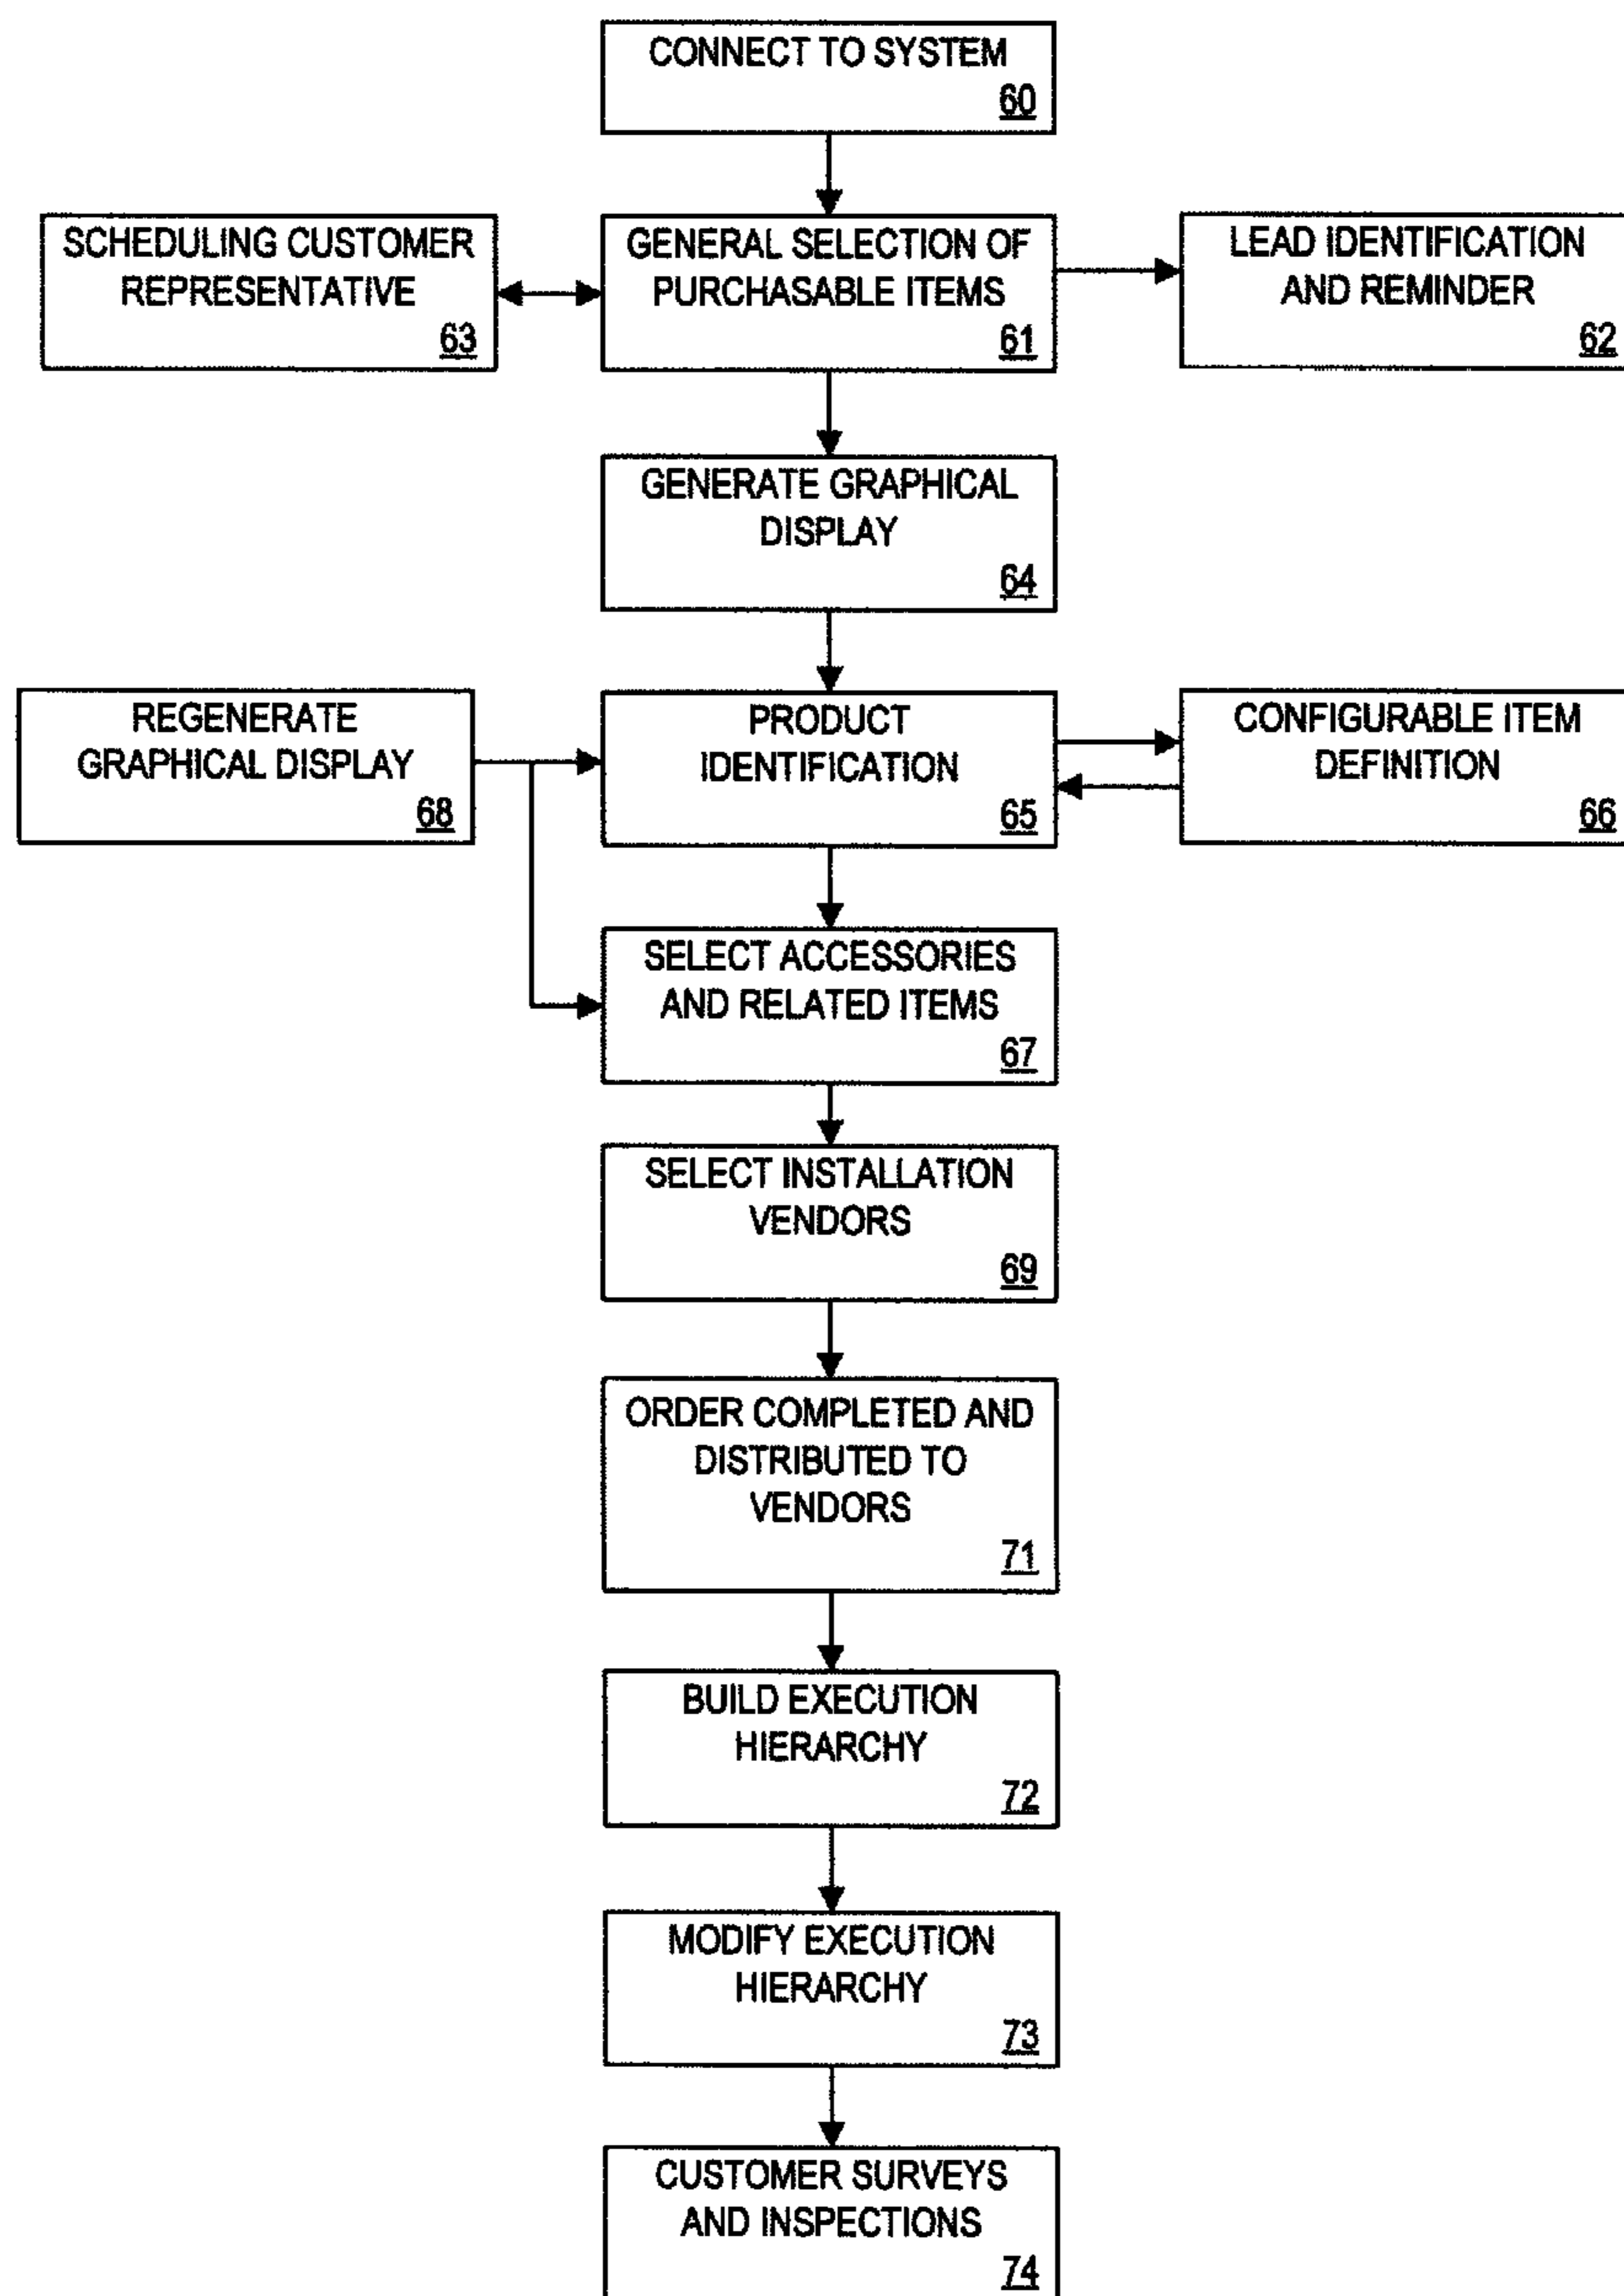 CONNECT TO SYSTEM
60
SCHEDULING CUSTOMER
REPRESENTATIVE
63
GENERAL SELECTION OF
PURCHASABLE ITEMS
61
LEAD IDENTIFICATION
AND REMINDER
62
GENERATE GRAPHICAL
DISPLAY
64
REGENERATE
GRAPHICAL DISPLAY
68
PRODUCT
IDENTIFICATION
65
CONFIGURABLE ITEM
DEFINITION
66
SELECT ACCESSORIES
AND RELATED ITEMS
67
SELECT INSTALLATION
VENDORS
69
ORDER COMPLETED AND
DISTRIBUTED TO
VENDORS
71
BUILD EXECUTION
HIERARCHY
72
MODIFY EXECUTION
HIERARCHY
73
CUSTOMER SURVEYS
AND INSPECTIONS
74